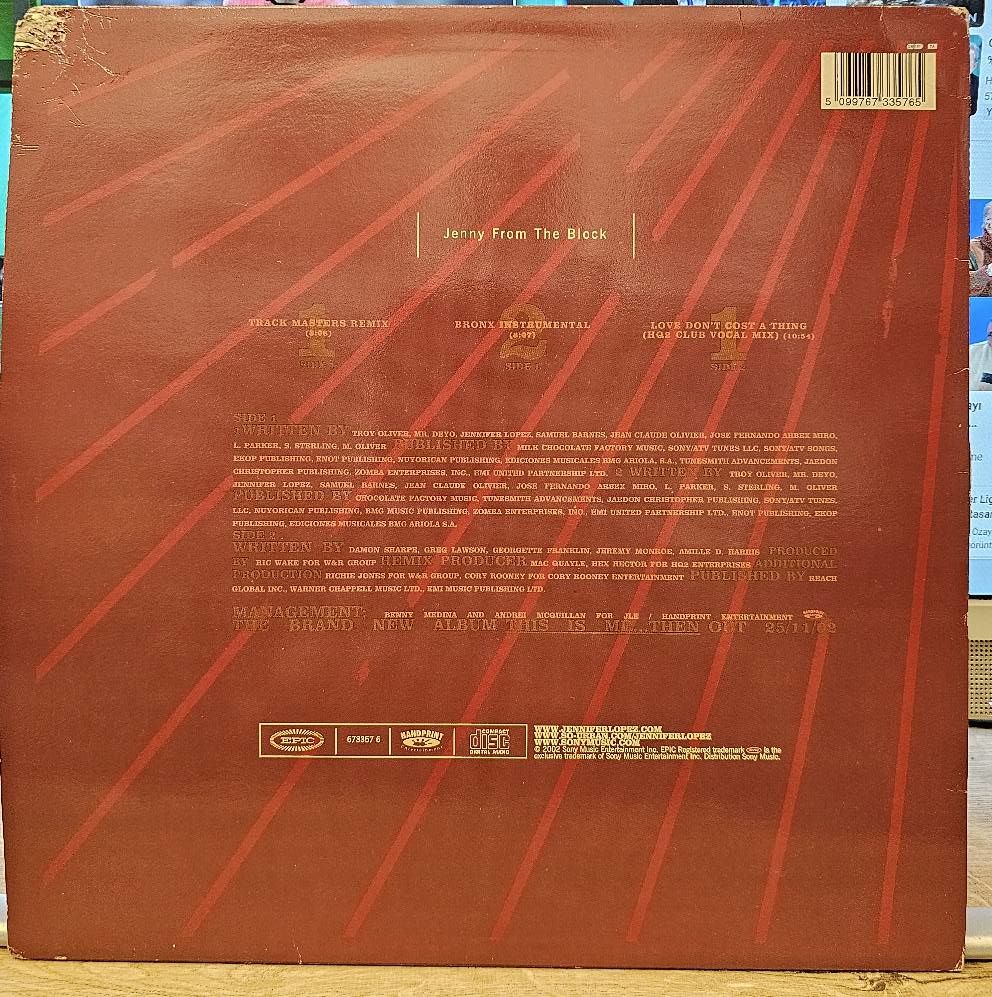 5 099767 335765
Jenny From The Block
TRACK MASTERS REMIX
1
SIDE 1
BRONX INSTRUMENTAL
2
SIDE 1
LOVE DON'T COST A THING
(HQ2 CLUB VOCAL MIX) (10:54)
1
SIDE 2
SIDE 1
1 WRITTEN BY TROY OLIVER, MR. DEYO, JENNIFER LOPEZ, SAMUEL BARNES, JEAN CLAUDE OLIVIER, JOSE FERNANDO ARBEX MIRO,
L. PARKER, S. STERLING, M. OLIVER PUBLISHED BY MILK CHOCOLATE FACTORY MUSIC, SONY/ATV TUNES LLC, SONY/ATV SONGS,
EKOP PUBLISHING, ENOT PUBLISHING, NUYORICAN PUBLISHING, EDICIONES MUSICALES BMG ARIOLA, S.A., TUNESMITH ADVANCEMENTS, JAEDON
CHRISTOPHER PUBLISHING, ZOMBA ENTERPRISES, INC., EMI UNITED PARTNERSHIP LTD. 2 WRITTEN BY TROY OLIVER, MR. DEYO,
JENNIFER LOPEZ, SAMUEL BARNES, JEAN CLAUDE OLIVIER, JOSE FERNANDO ARBEX MIRO, L. PARKER, S. STERLING, M. OLIVER
PUBLISHED BY CHOCOLATE FACTORY MUSIC, TUNESMITH ADVANCEMENTS, JAEDON CHRISTOPHER PUBLISHING, SONY/ATV TUNES,
LLC, NUYORICAN PUBLISHING, BMG MUSIC PUBLISHING, ZOMBA ENTERPRISES, INC., EMI UNITED PARTNERSHIP LTD., ENOT PUBLISHING, EKOP
PUBLISHING, EDICIONES MUSICALES BMG ARIOLA S.A.
SIDE 2
WRITTEN BY DAMON SHARPE, GREG LAWSON, GEORGETTE FRANKLIN, JEREMY MONROE, AMILLE D. HARRIS PRODUCED
BY RIC WAKE FOR W&R GROUP REMIX PRODUCER MAC QUAYLE, HEX HECTOR FOR HQ2 ENTERPRISES ADDITIONAL
PRODUCTION RICHIE JONES FOR W&R GROUP, CORY ROONEY FOR CORY ROONEY ENTERTAINMENT PUBLISHED BY REACH
GLOBAL INC., WARNER CHAPPELL MUSIC LTD., EMI MUSIC PUBLISHING LTD.
MANAGEMENT: BENNY MEDINA AND ANDREI MCQUILLAN FOR JLE / HANDPRINT ENTERTAINMENT
THE BRAND NEW ALBUM THIS IS ME...THEN OUT 25/11/02
EPIC
673357 6
HANDPRINT
COMPACT
disc
DIGITAL AUDIO
WWW.JENNIFERLOPEZ.COM
WWW.SO-URBAN.COM/JENNIFERLOPEZ
WWW.SONYMUSIC.COM
© 2002 Sony Music Entertainment Inc. EPIC Registered trademark is the
exclusive trademark of Sony Music Entertainment Inc. Distribution Sony Music.